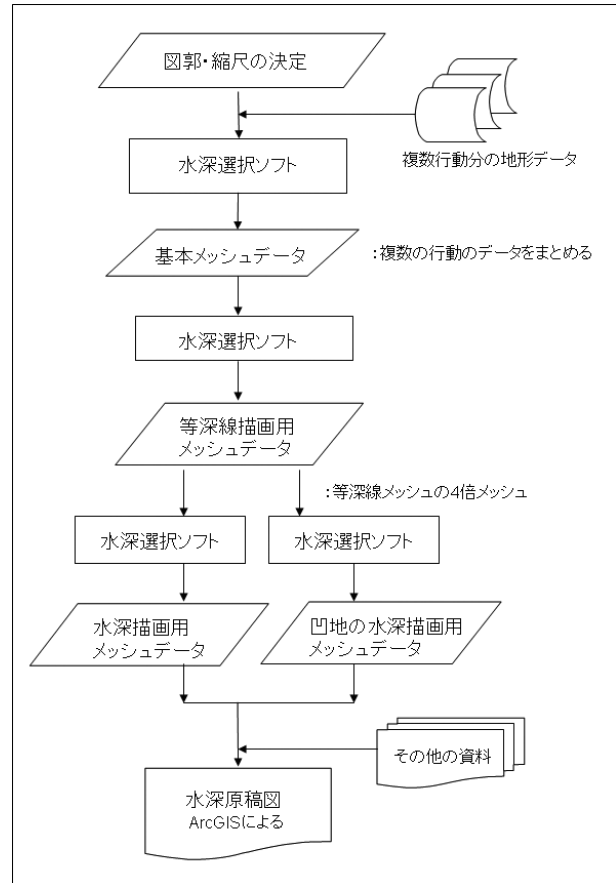 図郭・縮尺の決定
複数行動分の地形データ
水深選択ソフト
基本メッシュデータ
:複数の行動のデータをまとめる
水深選択ソフト
等深線描画用
メッシュデータ
:等深線メッシュの4倍メッシュ
水深選択ソフト
水深選択ソフト
水深描画用
メッシュデータ
凹地の水深描画用
メッシュデータ
その他の資料
水深原稿図
ArcGISによる